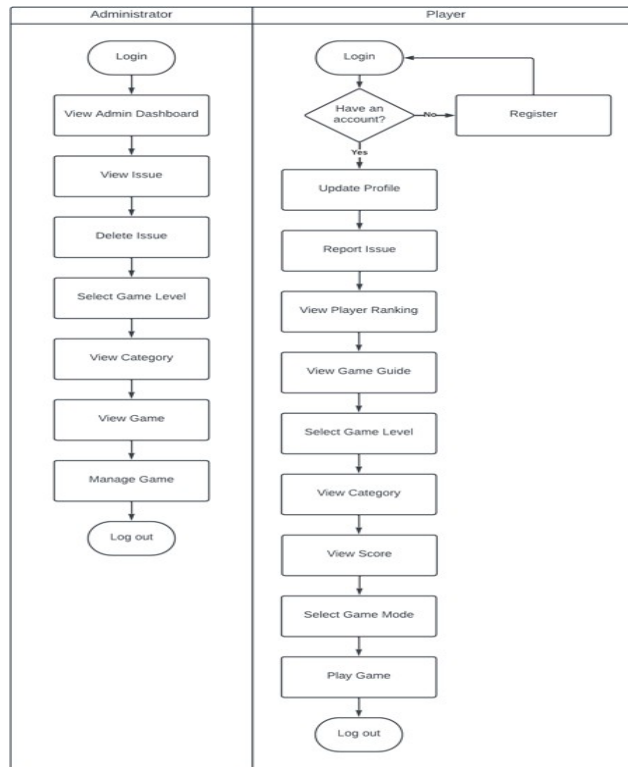 Administrator
Login
View Admin Dashboard
View Issue
Delete Issue
Select Game Level
View Category
View Game
Manage Game
Log out
Player
Login
Have an
account?
No
Register
Yes
Update Profile
Report Issue
View Player Ranking
View Game Guide
Select Game Level
View Category
View Score
Select Game Mode
Play Game
Log out